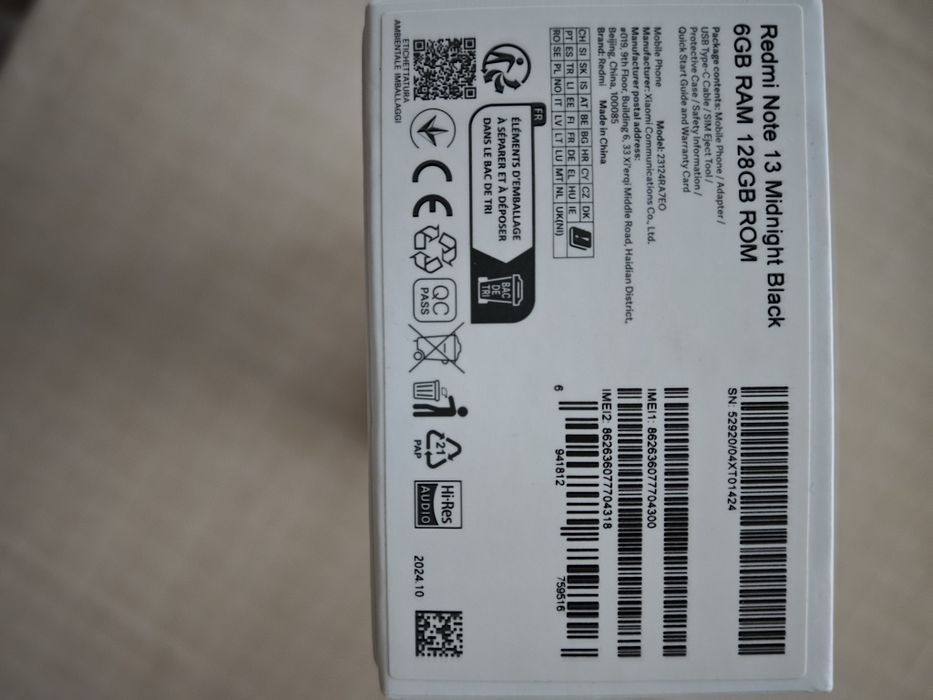 Redmi Note 13 Midnight Black
6GB RAM 128GB ROM
Package contents: Mobile Phone / Adapter /
USB Type-C Cable / SIM Eject Tool /
Protective Case / Safety Information /
Quick Start Guide and Warranty Card
Mobile Phone Model: 23124RA7EO
Manufacturer: Xiaomi Communications Co., Ltd.
Manufacturer postal address:
#019, 9th Floor, Building 6, 33 Xi'erqi Middle Road, Haidian District,
Beijing, China, 100085
Brand: Redmi Made in China
CH SI SK IS AT BE BG HR CY CZ DK
PT ES TR LI EE FI FR DE EL HU IE
RO SE PL NO IT LV LT LU MT NL UK(NI)
SN: 52920/04XT01424
IMEI1: 862636077704300
IMEI2: 862636077704318
6 941812 759516
FR
ÉLÉMENTS D'EMBALLAGE
À SÉPARER ET À DÉPOSER
DANS LE BAC DE TRI
BAC
DE
TRI
CE
QC
PASS
21
PAP
Hi-Res
AUDIO
2024.10
ETICHETTATURA
AMBIENTALE IMBALLAGGI